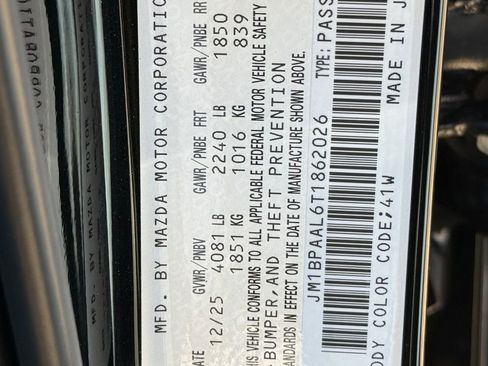 MFD. BY MAZDA MOTOR CORPORATION
DATE GVWR/PNBV GAWR/PNBE FRT GAWR/PNBE RR
12/25 4081 LB 2240 LB 1850
1851 KG 1016 KG 839
THIS VEHICLE CONFORMS TO ALL APPLICABLE FEDERAL MOTOR VEHICLE SAFETY
BUMPER, AND THEFT PREVENTION
STANDARDS IN EFFECT ON THE DATE OF MANUFACTURE SHOWN ABOVE.
JM1BPAAL6T1862026 TYPE:PASS
BODY COLOR CODE;41W MADE IN J